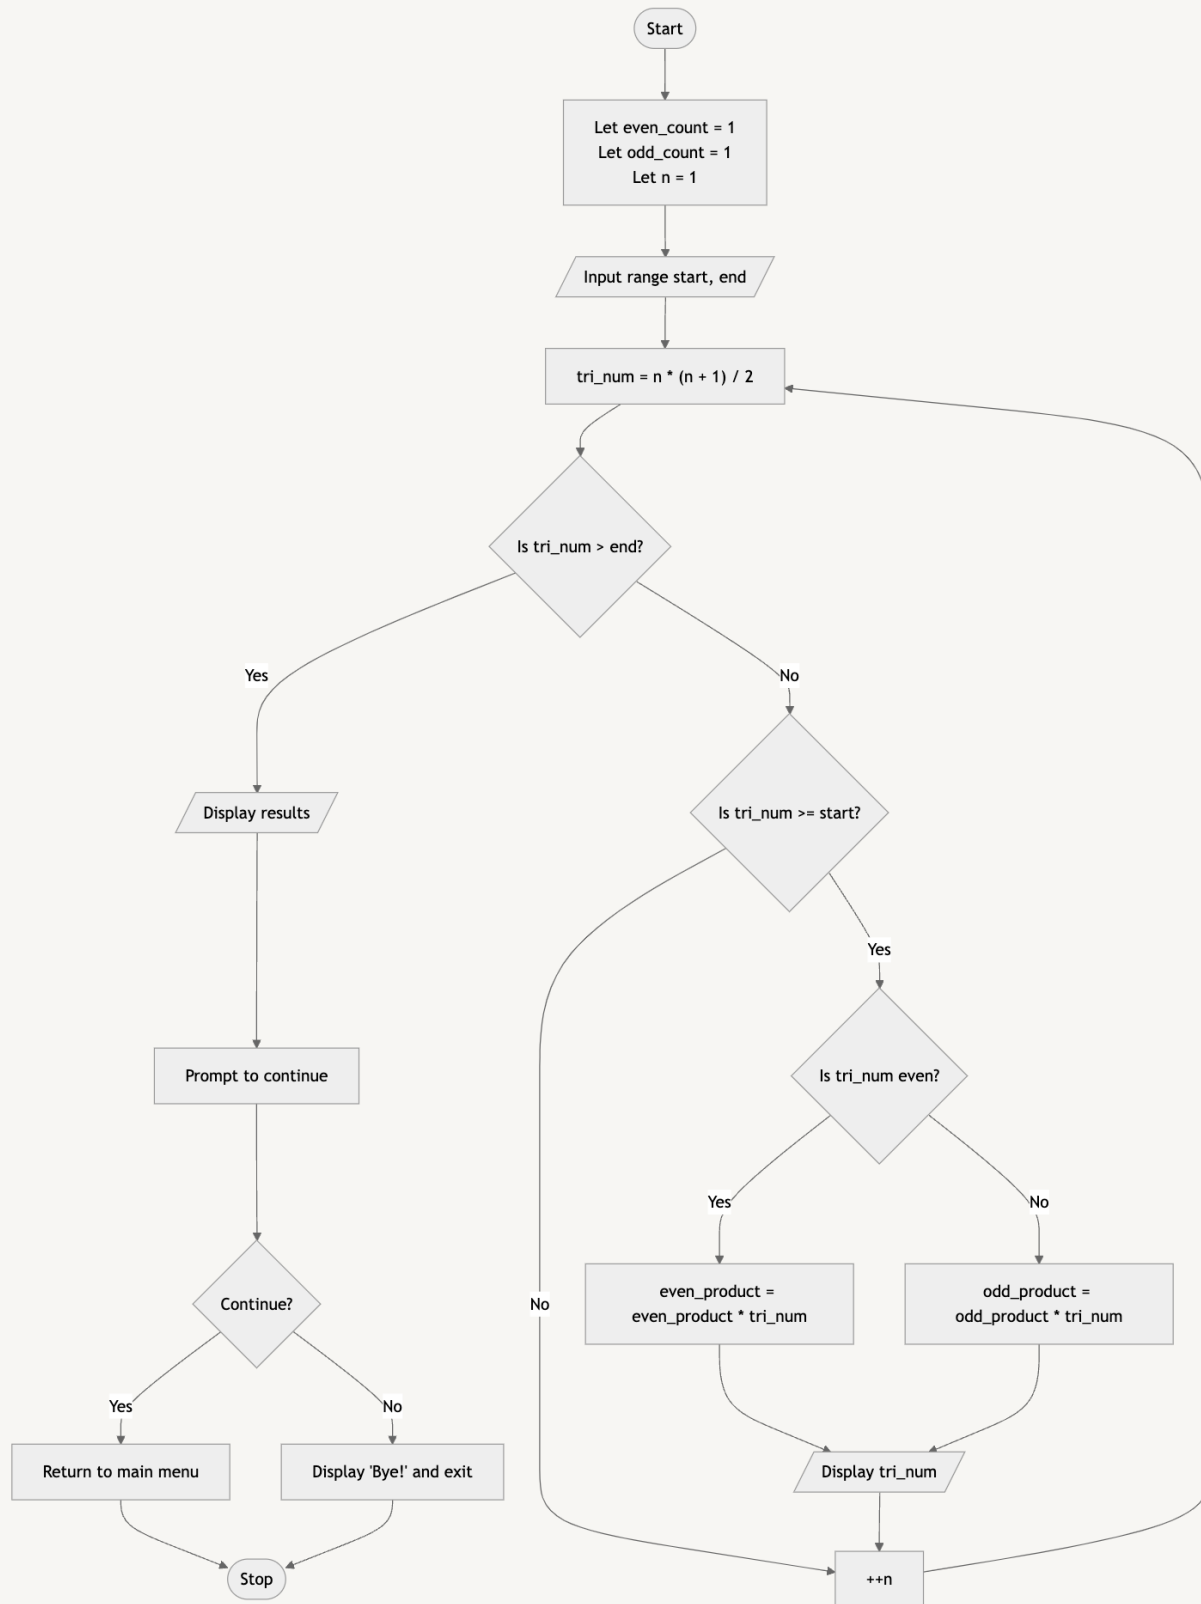 Start
Let even_count = 1
Let odd_count = 1
Let n = 1
Input range start, end
tri_num = n * (n + 1) / 2
Is tri_num > end?
Yes
No
Display results
Is tri_num >= start?
Yes
Prompt to continue
Is tri_num even?
Yes
No
even_product =
even_product * tri_num
odd_product =
odd_product * tri_num
Continue?
No
Yes
No
Return to main menu
Display 'Bye!' and exit
Display tri_num
Stop
++n